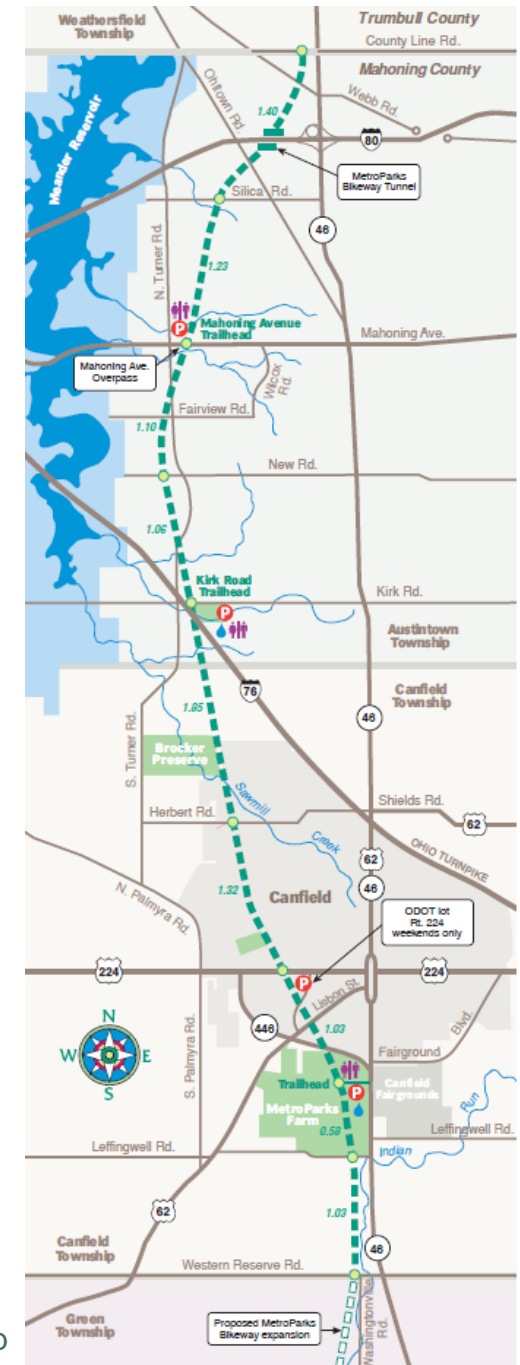 Weathersfield
Township
Trumbull County
County Line Rd.
Mahoning County
Ohltown Rd.
Webb Rd.
1.40
80
Meander Reservoir
MetroParks
Bikeway Tunnel
Silica Rd.
46
N. Turner Rd.
1.23
P
Mahoning Avenue
Trailhead
Mahoning Ave.
Mahoning Ave.
Overpass
Wilcox
Rd.
Fairview Rd.
1.10
New Rd.
1.06
Kirk Road
Trailhead
Kirk Rd.
P
Austintown
Township
76
Canfield
Township
46
1.85
S. Turner Rd.
Brocker
Preserve
Sawmill
Creek
Shields Rd.
Herbert Rd.
62
OHIO TURNPIKE
62
46
1.32
Canfield
N. Palmyra Rd.
ODOT lot
Rt. 224
weekends only
224
P
224
Lisbon St.
446
1.03
Blvd.
Fairground
N
W
E
S
S. Palmyra Rd.
Trailhead
P
Canfield
Fairgrounds
MetroParks
Farm
Run
0.58
Leffingwell Rd.
Leffingwell Rd.
Indian
62
1.03
Canfield
Township
46
Western Reserve Rd.
Green
Township
Proposed MetroParks
Bikeway expansion
Washingtonville
Rd.